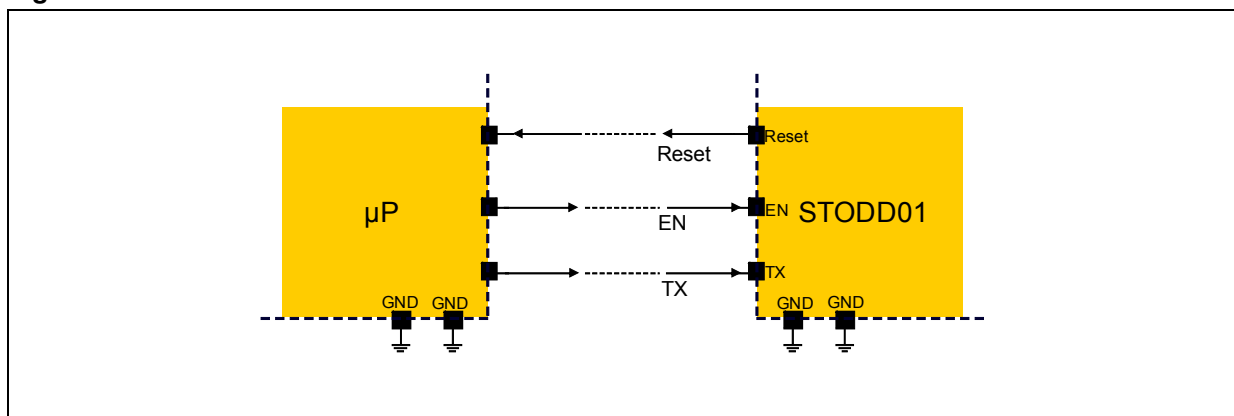 Reset
Reset
µP
EN
STODD01
EN
TX
TX
GND GND
GND GND